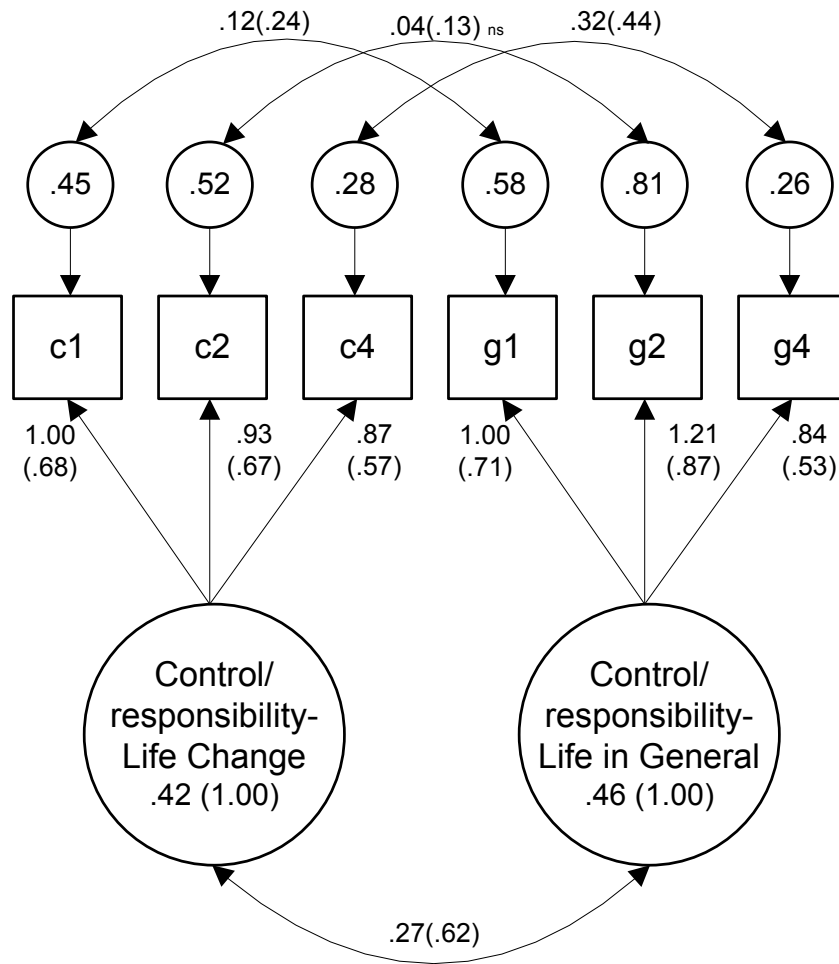 .12(.24)
.04(.13) ns
.32(.44)
.45
.52
.28
.58
.81
.26
c1
c2
c4
g1
g2
g4
1.00
(.68)
.93
(.67)
.87
(.57)
1.00
(.71)
1.21
(.87)
.84
(.53)
Control/
responsibility-
Life Change
.42 (1.00)
Control/
responsibility-
Life in General
.46 (1.00)
.27(.62)